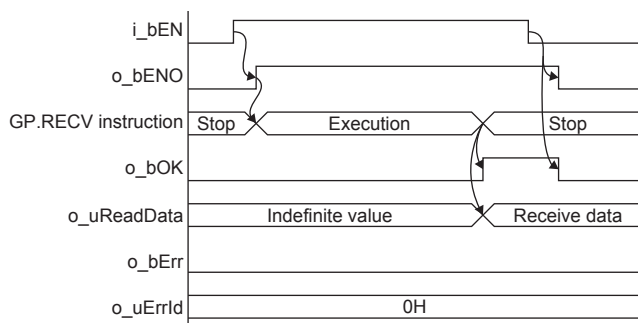 i_bEN
o_bENO
GP.RECV instruction Stop Execution Stop
o_bOK
o_uReadData Indefinite value Receive data
o_bErr
o_uErrId 0H